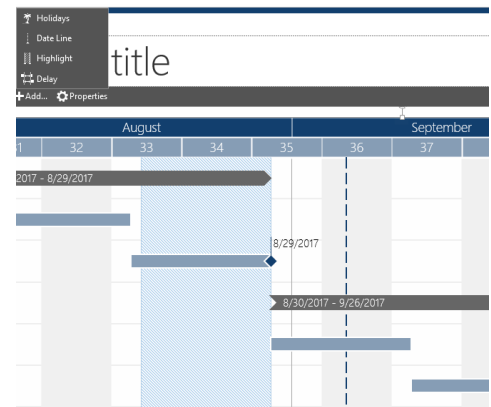 Holidays
Date Line
Highlight
title
Delay
Add... Properties
August September
31 32 33 34 35 36 37
2017 - 8/29/2017
8/29/2017
8/30/2017 - 9/26/2017